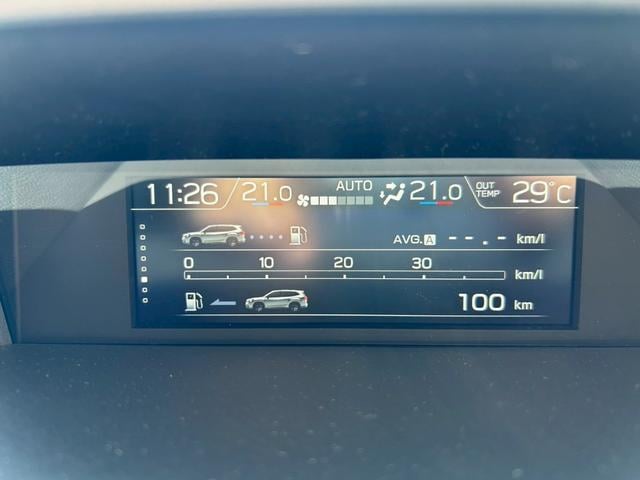 11:26 21.0 AUTO 21.0 OUT TEMP 29°C
AVG. A --.- km/l
0 10 20 30 km/l
100 km